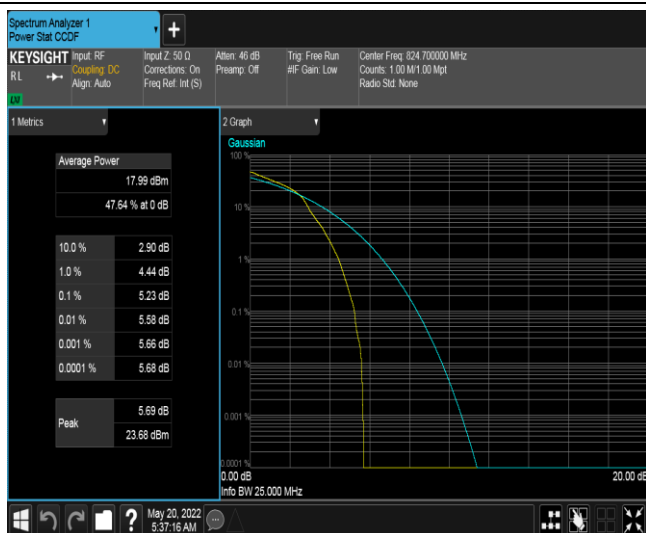 Spectrum Analyzer 1
Power Stat CCDF
+
KEYSIGHT
RL
Input: RF
Coupling: DC
Align: Auto
Input Z: 50 Ω
Corrections: On
Freq Ref: Int (S)
Atten: 46 dB
Preamp: Off
Trig: Free Run
#IF Gain: Low
Center Freq: 824.700000 MHz
Counts: 1.00 M/1.00 Mpt
Radio Std: None
1 Metrics
Average Power
17.99 dBm
47.64 % at 0 dB
10.0 % 2.90 dB
1.0 % 4.44 dB
0.1 % 5.23 dB
0.01 % 5.58 dB
0.001 % 5.66 dB
0.0001 % 5.68 dB
Peak
5.69 dB
23.68 dBm
2 Graph
Gaussian
100 %
10 %
1 %
0.1 %
0.01 %
0.001 %
0.0001 %
0.00 dB 20.00 dB
Info BW 25.000 MHz
?
May 20, 2022
5:37:16 AM